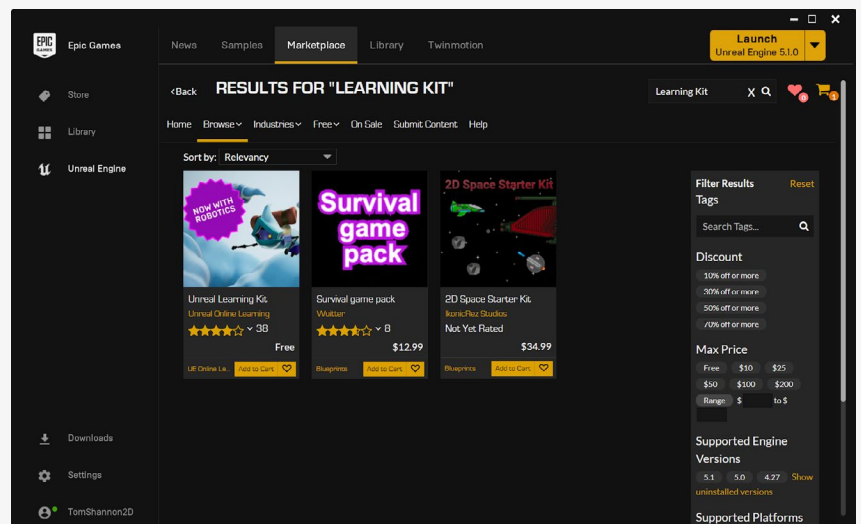 EPIC
GAMES
Epic Games
News
Samples
Marketplace
Library
Twinmotion
Launch
Unreal Engine 5.1.0
Store
Library
Unreal Engine
<Back
RESULTS FOR "LEARNING KIT"
Learning Kit
X
0
1
Home
Browse
Industries
Free
On Sale
Submit Content
Help
Sort by:
Relevancy
NOW WITH
ROBOTICS
Unreal Learning Kit
Unreal Online Learning
38
Free
UE Online Le..
Add to Cart
Survival
game
pack
Survival game pack
8
$12.99
Blueprints
Add to Cart
2D Space Starter Kit
2D Space Starter Kit
IkonicRez Studios
Not Yet Rated
$34.99
Blueprints
Add to Cart
Filter Results
Reset
Tags
Search Tags...
Discount
10% off or more
30% off or more
50% off or more
70% off or more
Max Price
Free
$10
$25
$50
$100
$200
Range
$
to $
Supported Engine
Versions
5.1
5.0
4.27
Show
uninstalled versions
Supported Platforms
Downloads
Settings
TomShannon2D